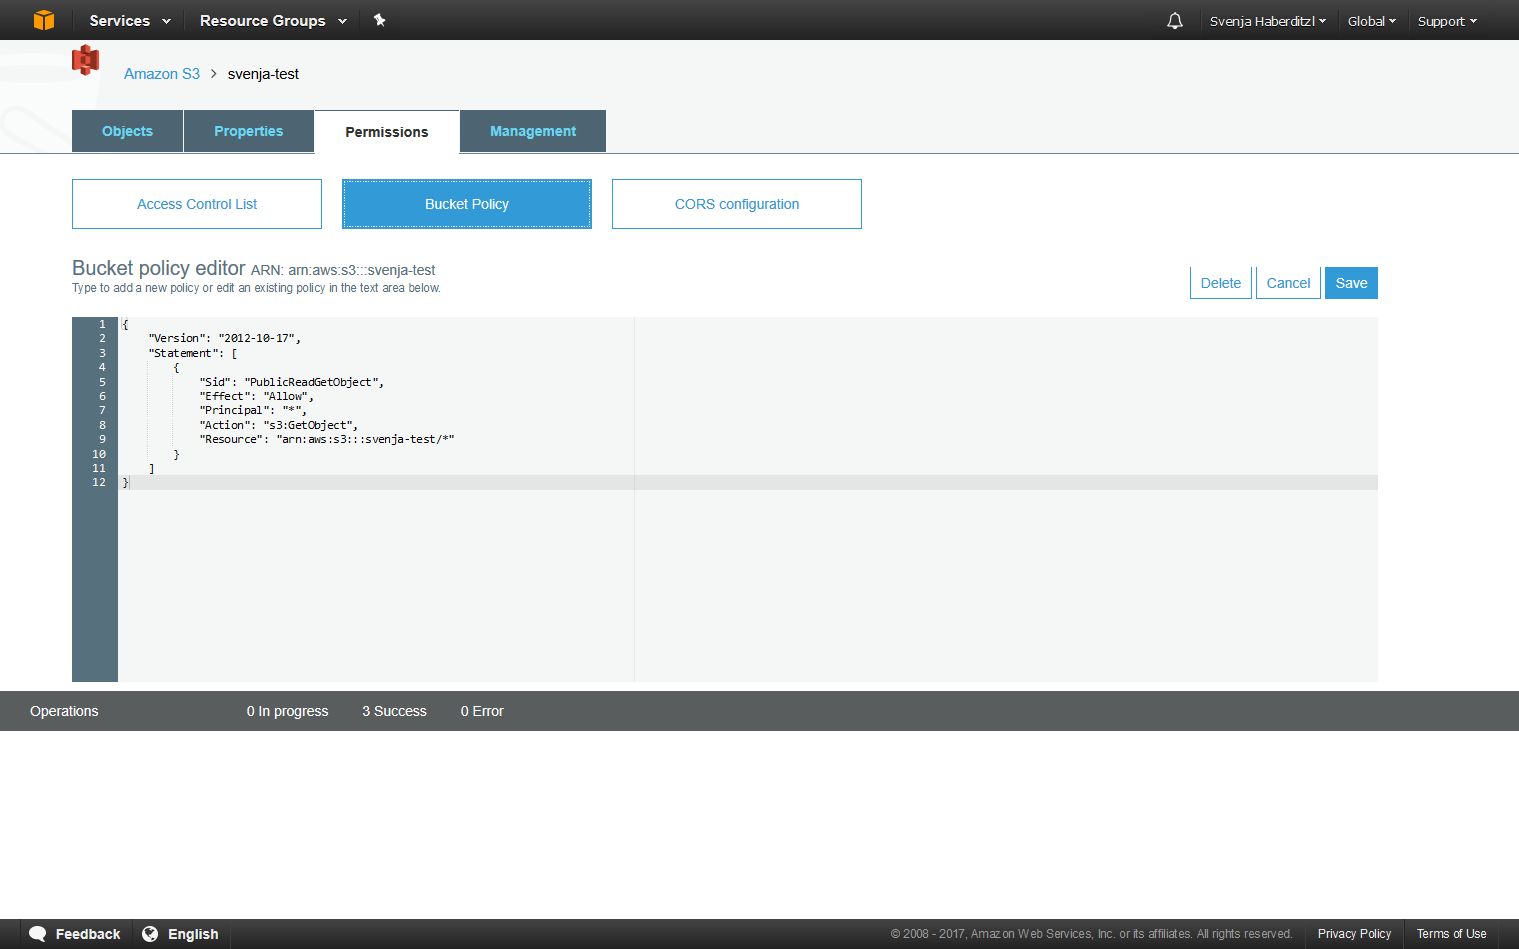 Services Resource Groups Svenja Haberditzl Global Support
Amazon S3 > svenja-test
Objects Properties Permissions Management
Access Control List Bucket Policy CORS configuration
Bucket policy editor ARN: arn:aws:s3:::svenja-test
Type to add a new policy or edit an existing policy in the text area below.
Delete Cancel Save
1 {
2 "Version": "2012-10-17",
3 "Statement": [
4 {
5 "Sid": "PublicReadGetObject",
6 "Effect": "Allow",
7 "Principal": "*",
8 "Action": "s3:GetObject",
9 "Resource": "arn:aws:s3:::svenja-test/*"
10 }
11 ]
12 }
Operations 0 In progress 3 Success 0 Error
Feedback English © 2008 - 2017, Amazon Web Services, Inc. or its affiliates. All rights reserved. Privacy Policy Terms of Use